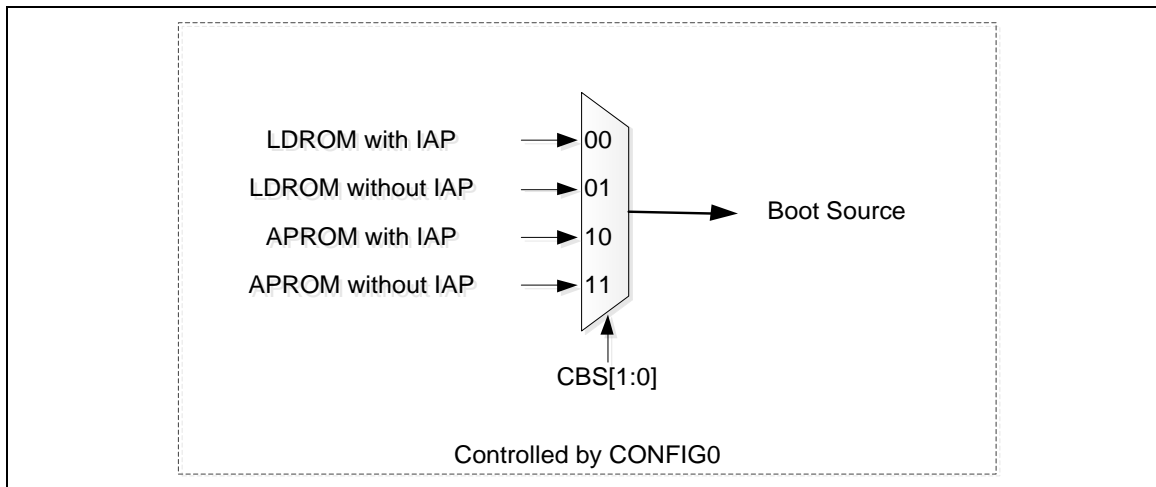 LDROM with IAP
00
LDROM without IAP
01
Boot Source
APROM with IAP
10
APROM without IAP
11
CBS[1:0]
Controlled by CONFIG0